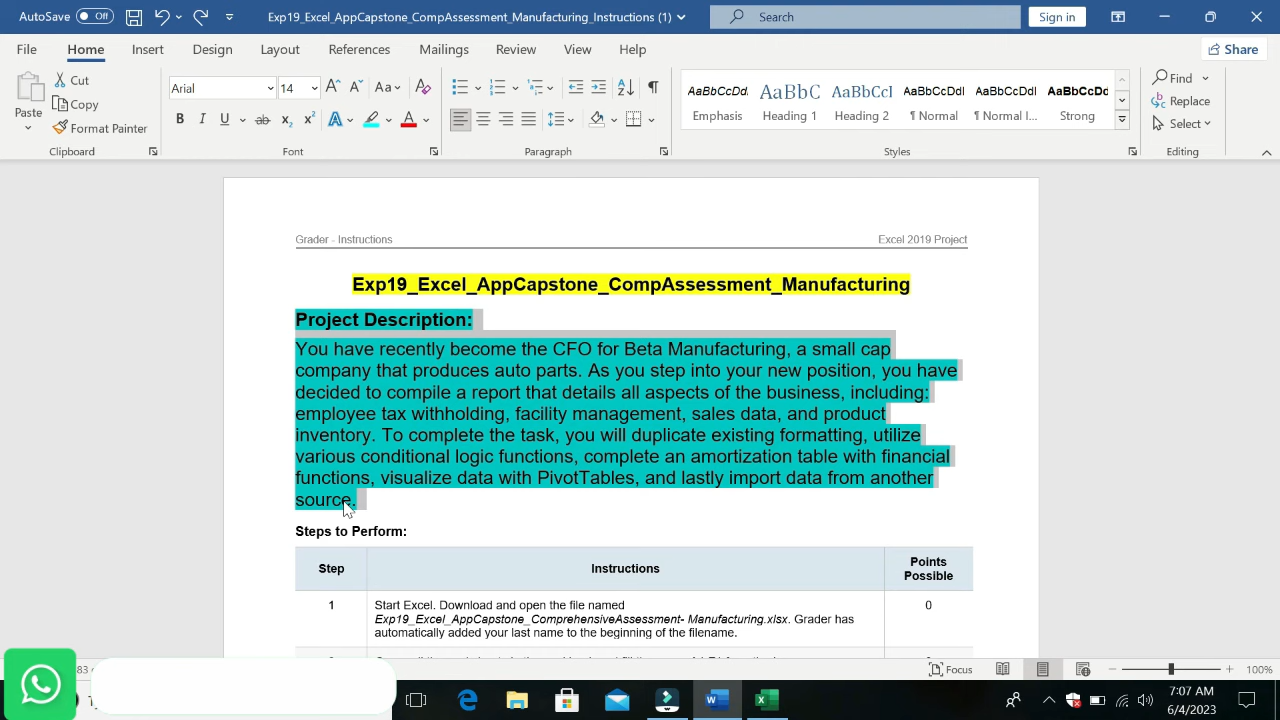 AutoSave Off Exp19_Excel_AppCapstone_CompAssessment_Manufacturing_Instructions (1) Search Sign in
File Home Insert Design Layout References Mailings Review View Help Share
Paste Cut Copy Format Painter
Arial 14 Aa
AaBbCcDd. AaBbC AaBbCcl AaBbCcDdl AaBbCcDdl AaBbCcDc
Emphasis Heading 1 Heading 2 ¶ Normal ¶ Normal I... Strong
Find Replace Select
Clipboard Font Paragraph Styles Editing
Grader - Instructions Excel 2019 Project
Exp19_Excel_AppCapstone_CompAssessment_Manufacturing
Project Description:
You have recently become the CFO for Beta Manufacturing, a small cap
company that produces auto parts. As you step into your new position, you have
decided to compile a report that details all aspects of the business, including:
employee tax withholding, facility management, sales data, and product
inventory. To complete the task, you will duplicate existing formatting, utilize
various conditional logic functions, complete an amortization table with financial
functions, visualize data with PivotTables, and lastly import data from another
source.
Steps to Perform:
Step Instructions Points Possible
1 Start Excel. Download and open the file named 0
Exp19_Excel_AppCapstone_ComprehensiveAssessment- Manufacturing.xlsx. Grader has
automatically added your last name to the beginning of the filename.
Focus 100%
7:07 AM
6/4/2023